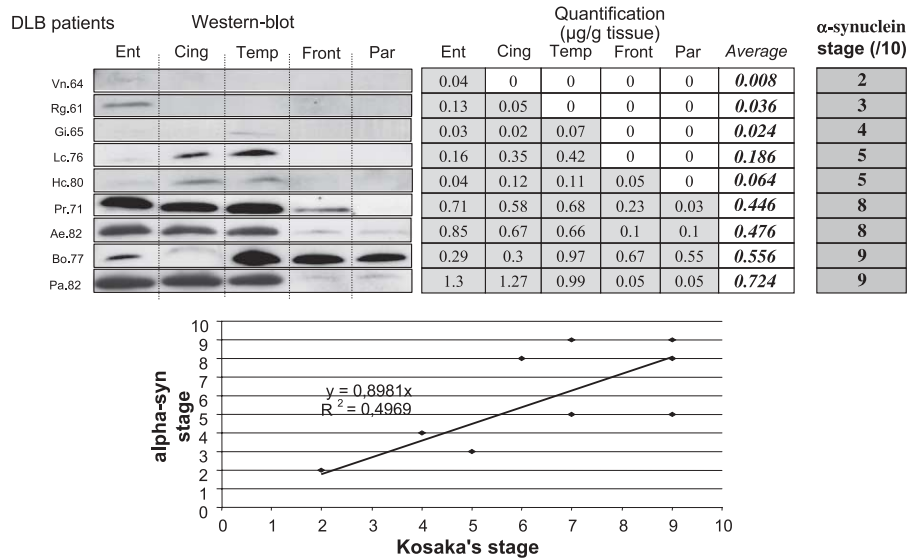 DLB patients Western-blot Quantification (µg/g tissue) α-synuclein stage (/10)
Ent Cing Temp Front Par Ent Cing Temp Front Par Average
Vn.64 0.04 0 0 0 0 0.008 2
Rg.61 0.13 0.05 0 0 0 0.036 3
Gi.65 0.03 0.02 0.07 0 0 0.024 4
Lc.76 0.16 0.35 0.42 0 0 0.186 5
Hc.80 0.04 0.12 0.11 0.05 0 0.064 5
Pr.71 0.71 0.58 0.68 0.23 0.03 0.446 8
Ae.82 0.85 0.67 0.66 0.1 0.1 0.476 8
Bo.77 0.29 0.3 0.97 0.67 0.55 0.556 9
Pa.82 1.3 1.27 0.99 0.05 0.05 0.724 9
alpha-syn stage
10
9
8
7
6
5
4
3
2
1
0
y = 0,8981x
R² = 0,4969
0 1 2 3 4 5 6 7 8 9 10
Kosaka's stage